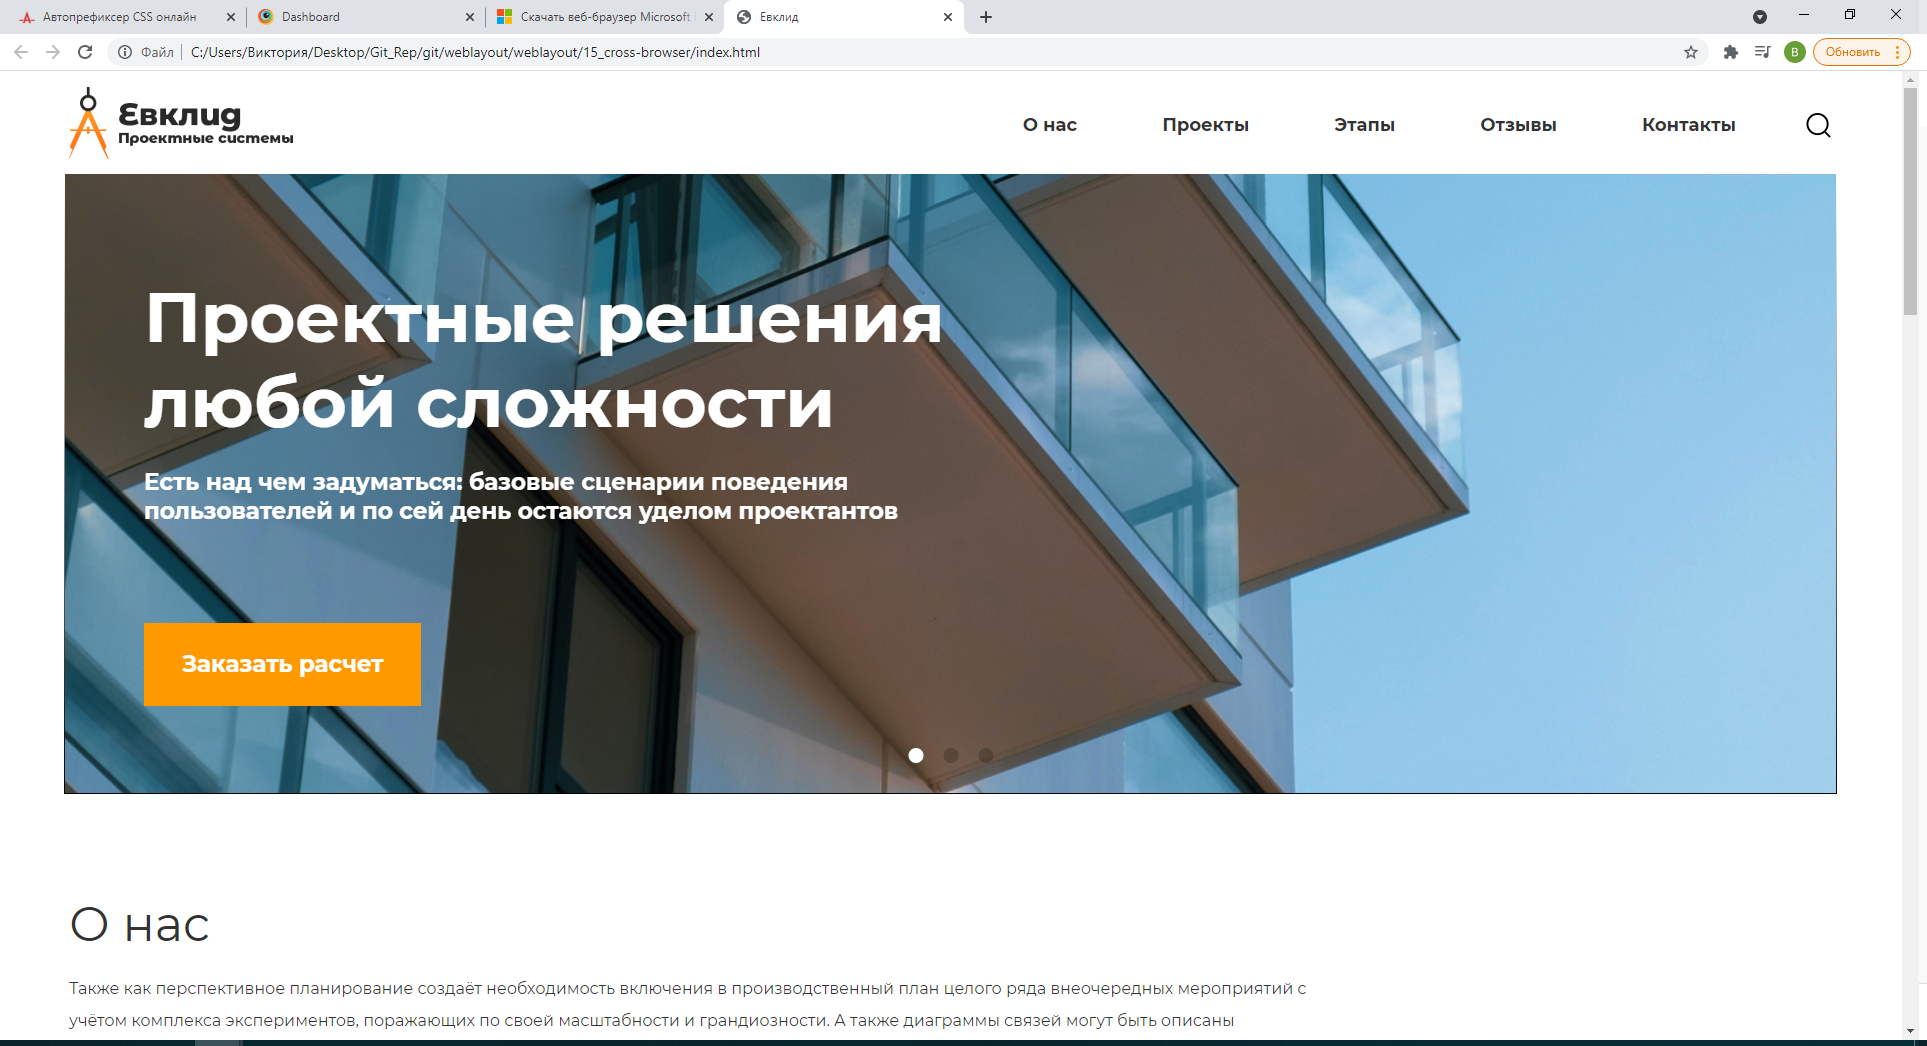 Автопрефиксер CSS онлайн
Dashboard
Скачать веб-браузер Microsoft
Евклид
Файл
C:/Users/Виктория/Desktop/Git_Rep/git/weblayout/weblayout/15_cross-browser/index.html
В
Обновить
Евклид
Проектные системы
О нас
Проекты
Этапы
Отзывы
Контакты
Проектные решения
любой сложности
Есть над чем задуматься: базовые сценарии поведения
пользователей и по сей день остаются уделом проектантов
Заказать расчет
О нас
Также как перспективное планирование создаёт необходимость включения в производственный план целого ряда внеочередных мероприятий с
учётом комплекса экспериментов, поражающих по своей масштабности и грандиозности. А также диаграммы связей могут быть описаны